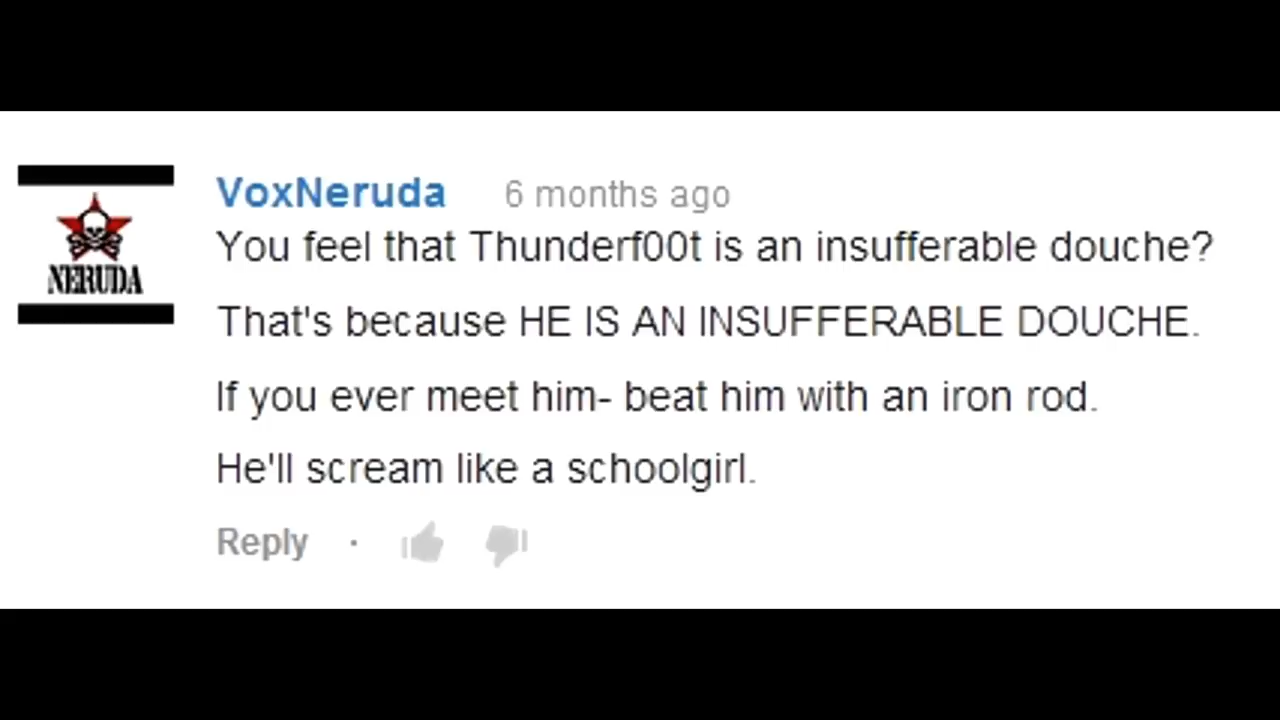 VoxNeruda 6 months ago
You feel that Thunderf00t is an insufferable douche?
That's because HE IS AN INSUFFERABLE DOUCHE.
If you ever meet him- beat him with an iron rod.
He'll scream like a schoolgirl.
NERUDA
Reply ·